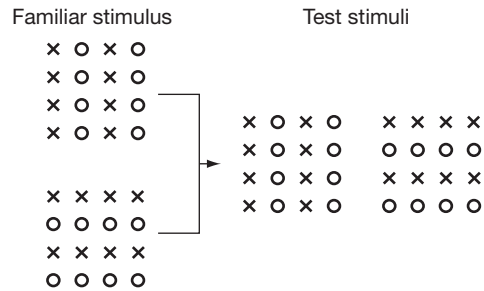 Familiar stimulus
Test stimuli
× O × O
× O × O
× O × O
× O × O
× × × ×
O O O O
× × × ×
O O O O
× O × O
× O × O
× O × O
× O × O
× × × ×
O O O O
× × × ×
O O O O